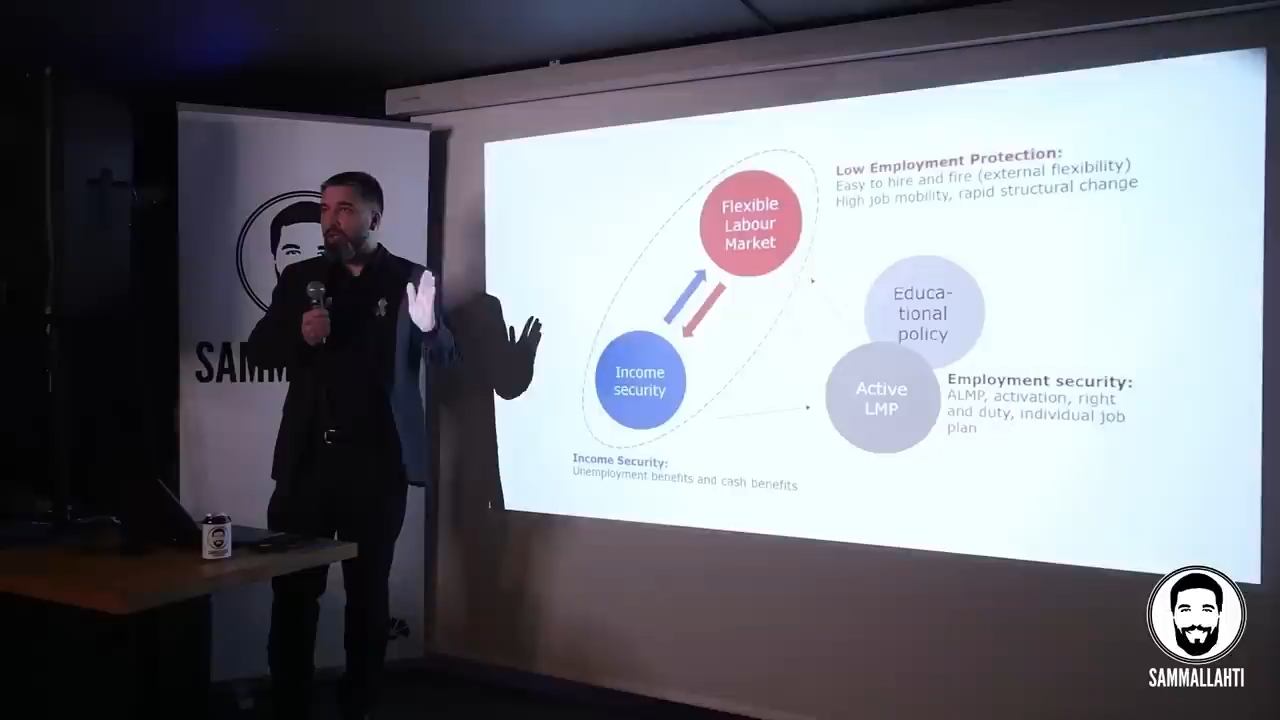 SAMM
Flexible
Labour
Market
Low Employment Protection:
Easy to hire and fire (external flexibility)
High job mobility, rapid structural change
Educa-
tional
policy
Income
security
Active
LMP
Employment security:
ALMP, activation, right
and duty, individual job
plan
Income Security:
Unemployment benefits and cash benefits
SAMMALLAHTI